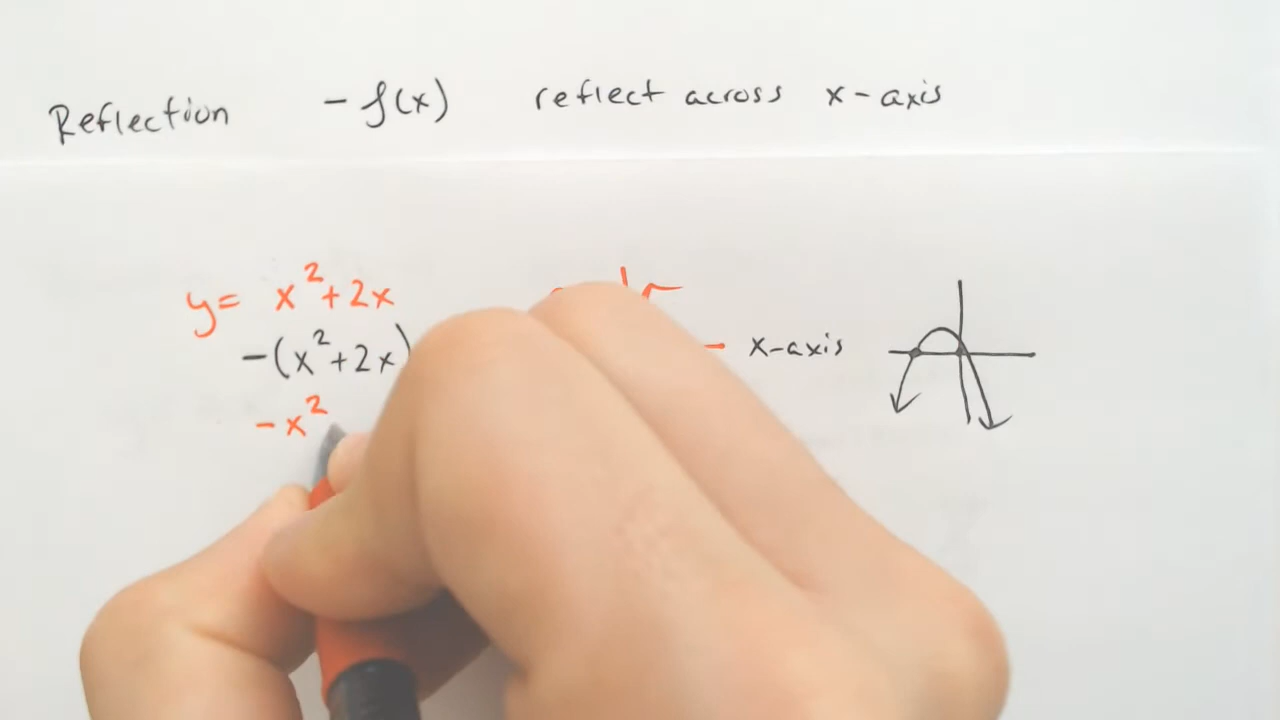 Reflection - f(x) reflect across x-axis
y= x²+2x
-(x²+2x)
x-axis
-x²